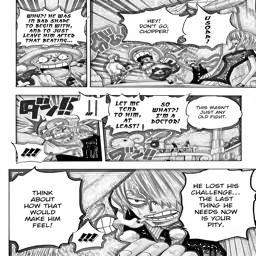 HEY!
DON'T GO,
CHOPPER!
WHY?! HE WAS
IN BAD SHAPE
TO BEGIN WITH,
AND TO JUST
LEAVE HIM AFTER
THAT BEATING...
THIS WASN'T
JUST ANY
OLD FIGHT.
SO
WHAT?!
I'M A
DOCTOR!
LET ME
TEND
TO HIM,
AT
LEAST!
HE LOST HIS
CHALLENGE...
THE LAST
THING HE
NEEDS NOW
IS YOUR
PITY.
THINK
ABOUT
HOW THAT
WOULD
MAKE HIM
FEEL!
!!!